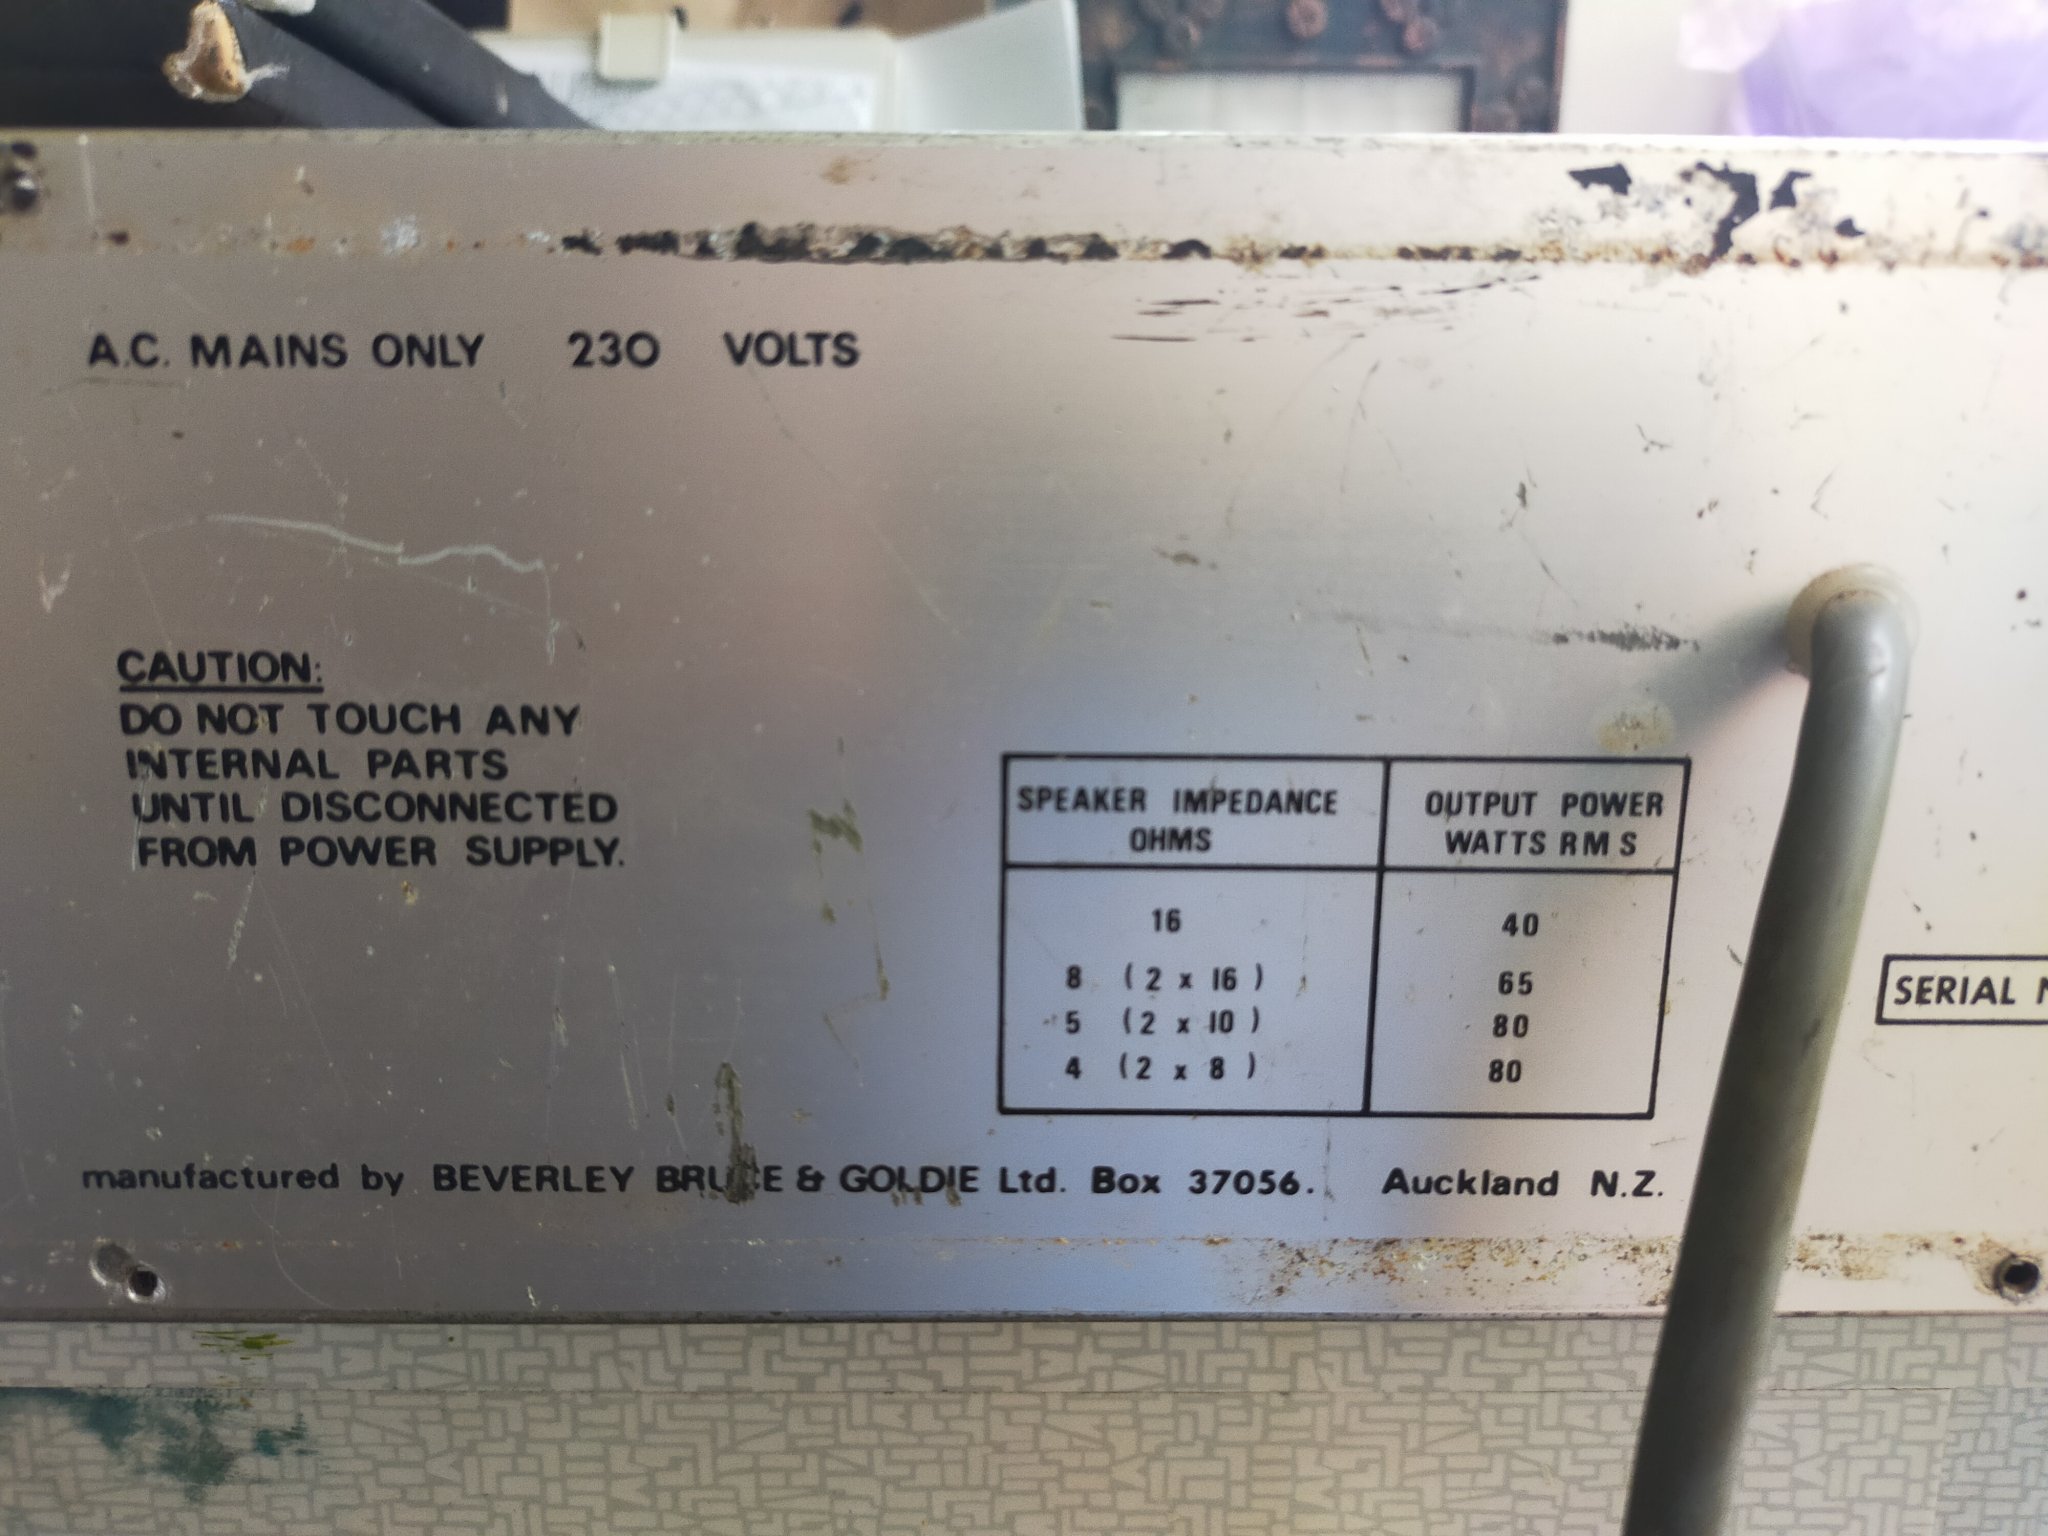 A.C. MAINS ONLY 230 VOLTS
CAUTION:
DO NOT TOUCH ANY
INTERNAL PARTS
UNTIL DISCONNECTED
FROM POWER SUPPLY.
SPEAKER IMPEDANCE OHMS OUTPUT POWER WATTS RMS
16 40
8 (2 x 16) 65
5 (2 x 10) 80
4 (2 x 8) 80
SERIAL N
manufactured by BEVERLEY BRUCE & GOLDIE Ltd. Box 37056. Auckland N.Z.